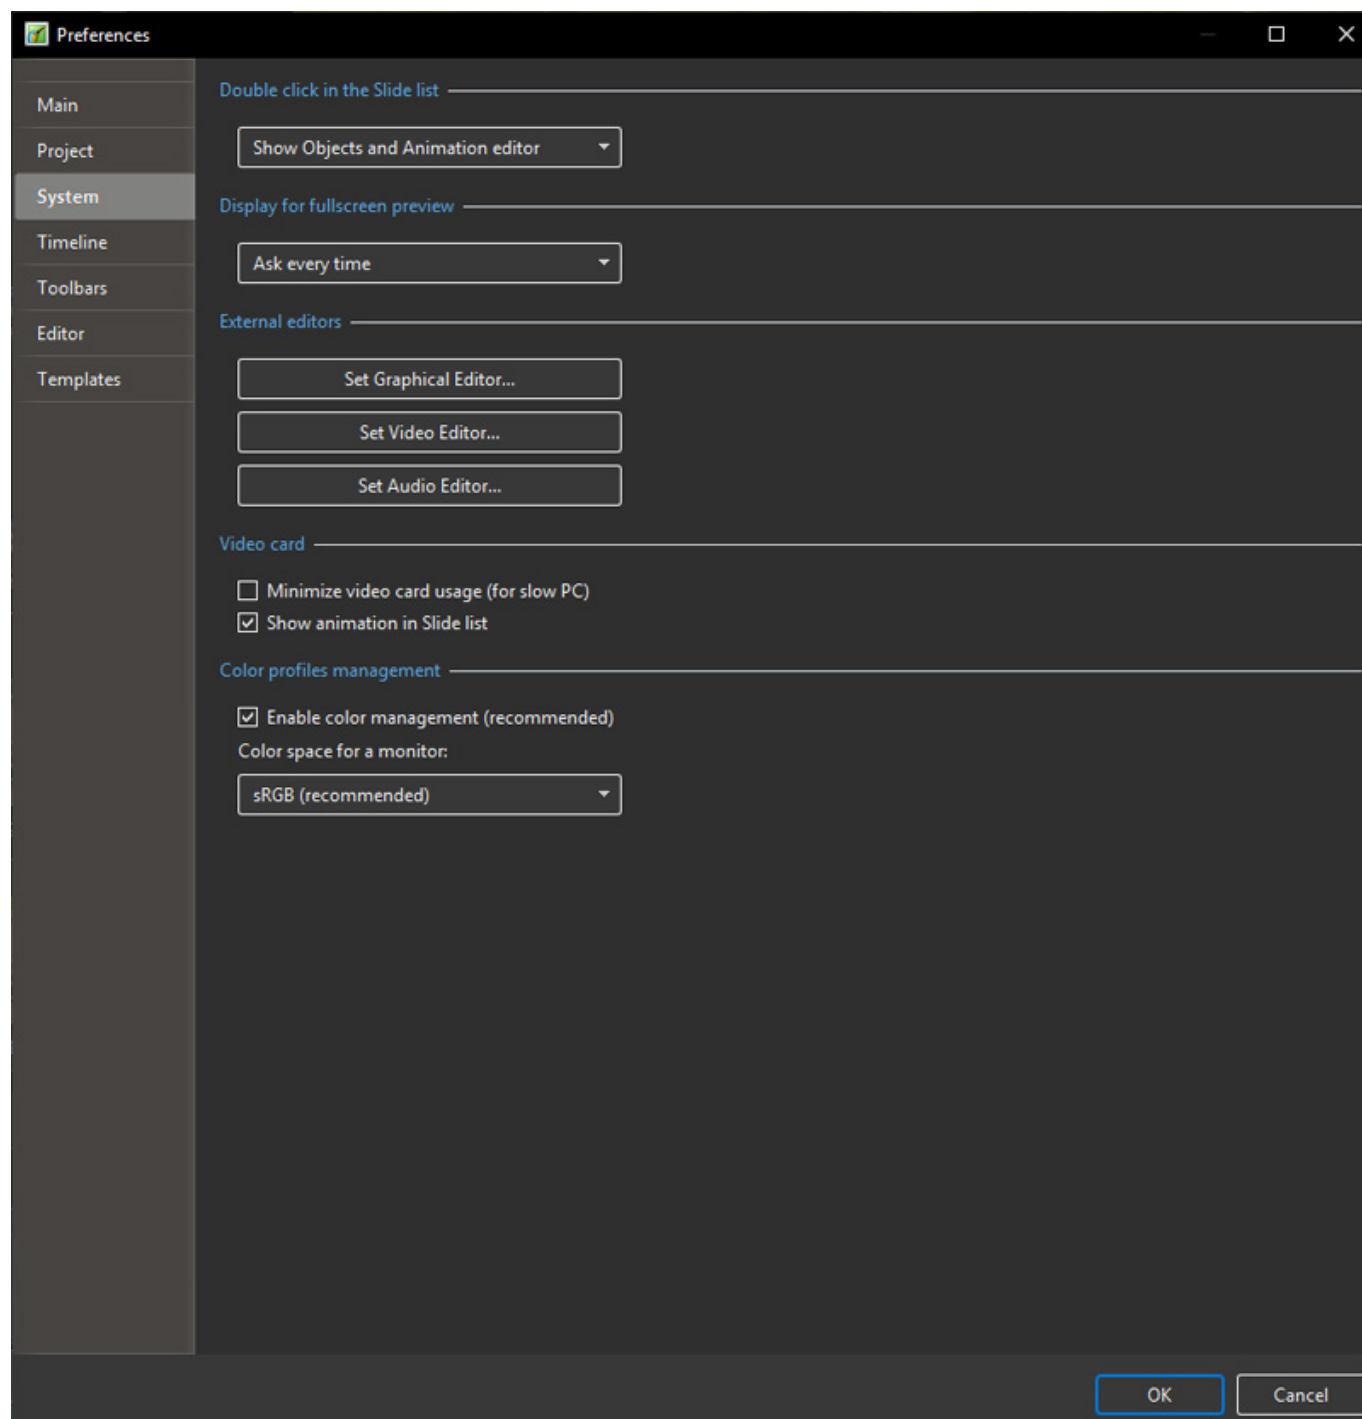 Preferences
Main
Project
System
Timeline
Toolbars
Editor
Templates
Double click in the Slide list
Show Objects and Animation editor
Display for fullscreen preview
Ask every time
External editors
Set Graphical Editor...
Set Video Editor...
Set Audio Editor...
Video card
Minimize video card usage (for slow PC)
Show animation in Slide list
Color profiles management
Enable color management (recommended)
Color space for a monitor:
sRGB (recommended)
OK
Cancel